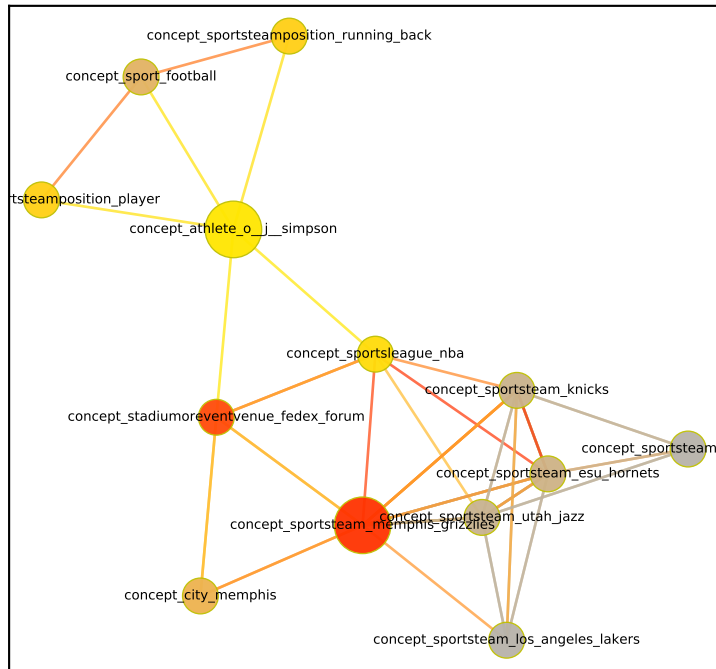 concept_sportsteamposition_running_back
concept_sport_football
rtsteamposition_player
concept_athlete_o__j__simpson
concept_sportsleague_nba
concept_sportsteam_knicks
concept_stadiumoreventvenue_fedex_forum
concept_sportsteam
concept_sportsteam_esu_hornets
concept_sportsteam_utah_jazz
concept_sportsteam_memphis_grizzlies
concept_city_memphis
concept_sportsteam_los_angeles_lakers